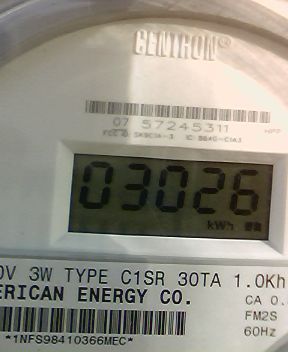 CENTRON®
07 57245311
03026
kWh
0V 3W TYPE C1SR 30TA 1.0Kh
ERICAN ENERGY CO.
CA 0.
FM2S
60Hz
*1NFS98410366MEC*